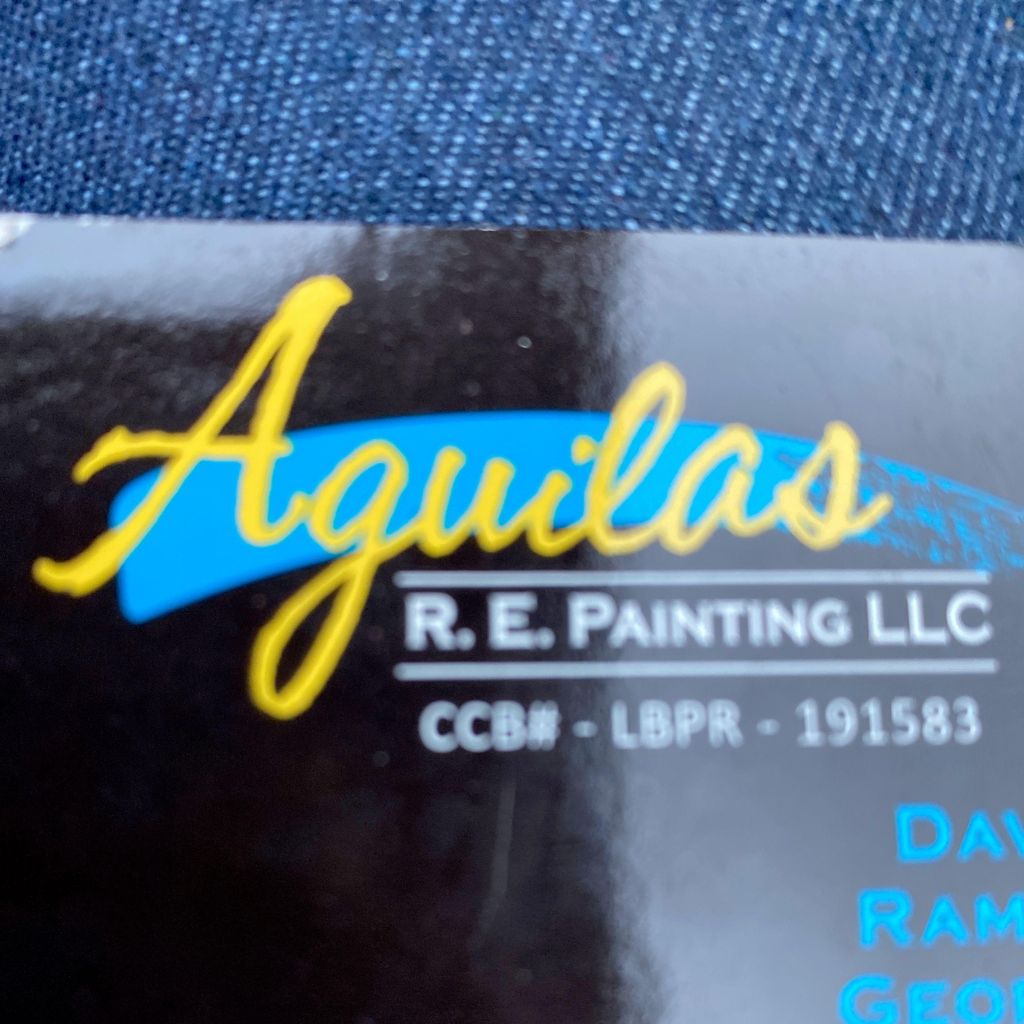 Aguilas
R. E. PAINTING LLC
CCB# - LBPR - 191583